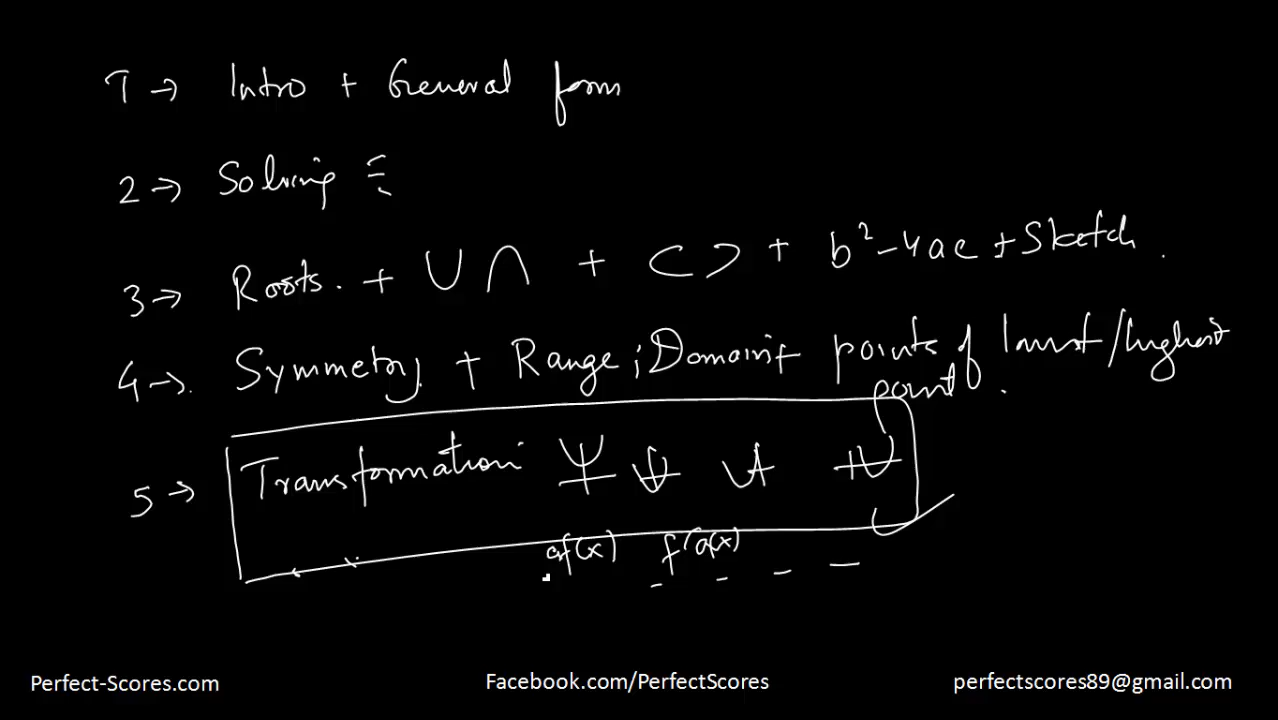 1 → Intro + General form
2 → Solving
3 → Roots. + ∪ ∩ + ⊂ ⊃ + b²-4ac + Sketch.
4 → Symmetry + Range ; Domain + points of lowest/highest
point.
5 → Transformation:
af(x) f(ax)
Perfect-Scores.com Facebook.com/PerfectScores perfectscores89@gmail.com